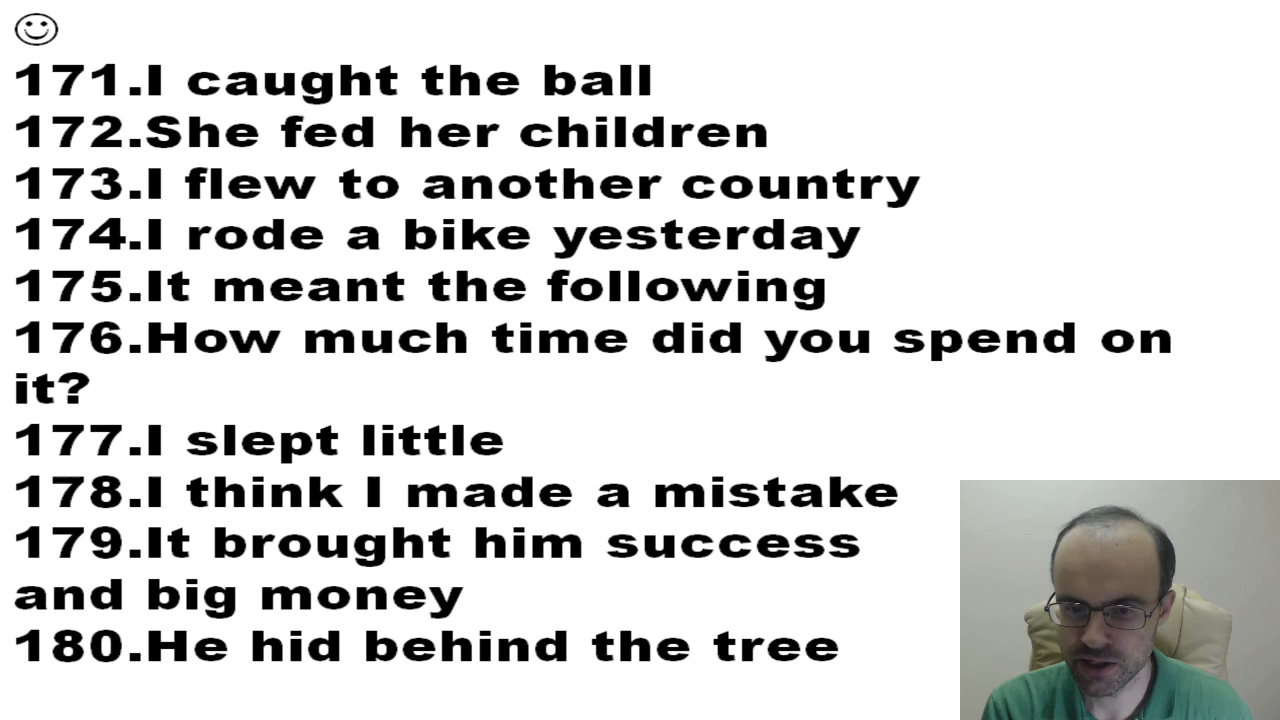 171.I caught the ball
172.She fed her children
173.I flew to another country
174.I rode a bike yesterday
175.It meant the following
176.How much time did you spend on
it?
177.I slept little
178.I think I made a mistake
179.It brought him success
and big money
180.He hid behind the tree